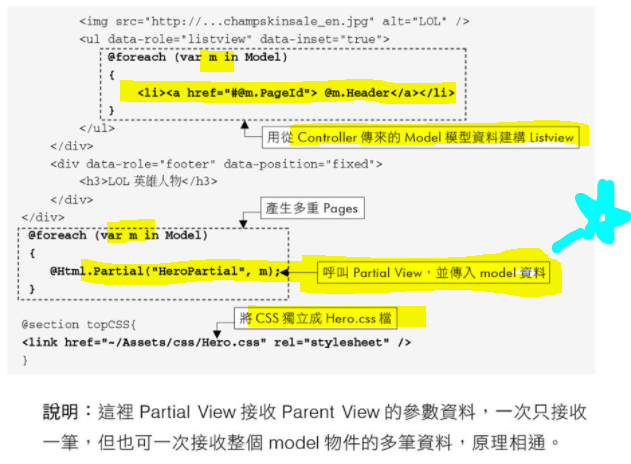 <img src="http://...champskinsale_en.jpg" alt="LOL" />
<ul data-role="listview" data-inset="true">
@foreach (var m in Model)
{
<li><a href="#@m.PageId"> @m.Header</a></li>
}
</ul>
用從 Controller 傳來的 Model 模型資料建構 Listview
</div>
<div data-role="footer" data-position="fixed">
<h3>LOL 英雄人物</h3>
</div>
產生多重 Pages
</div>
@foreach (var m in Model)
{
@Html.Partial("HeroPartial", m);
呼叫 Partial View，並傳入 model 資料
}
將 CSS 獨立成 Hero.css 檔
@section topCSS{
<link href="~/Assets/css/Hero.css" rel="stylesheet" />
}
說明：這裡 Partial View 接收 Parent View 的參數資料，一次只接收
一筆，但也可一次接收整個 model 物件的多筆資料，原理相通。